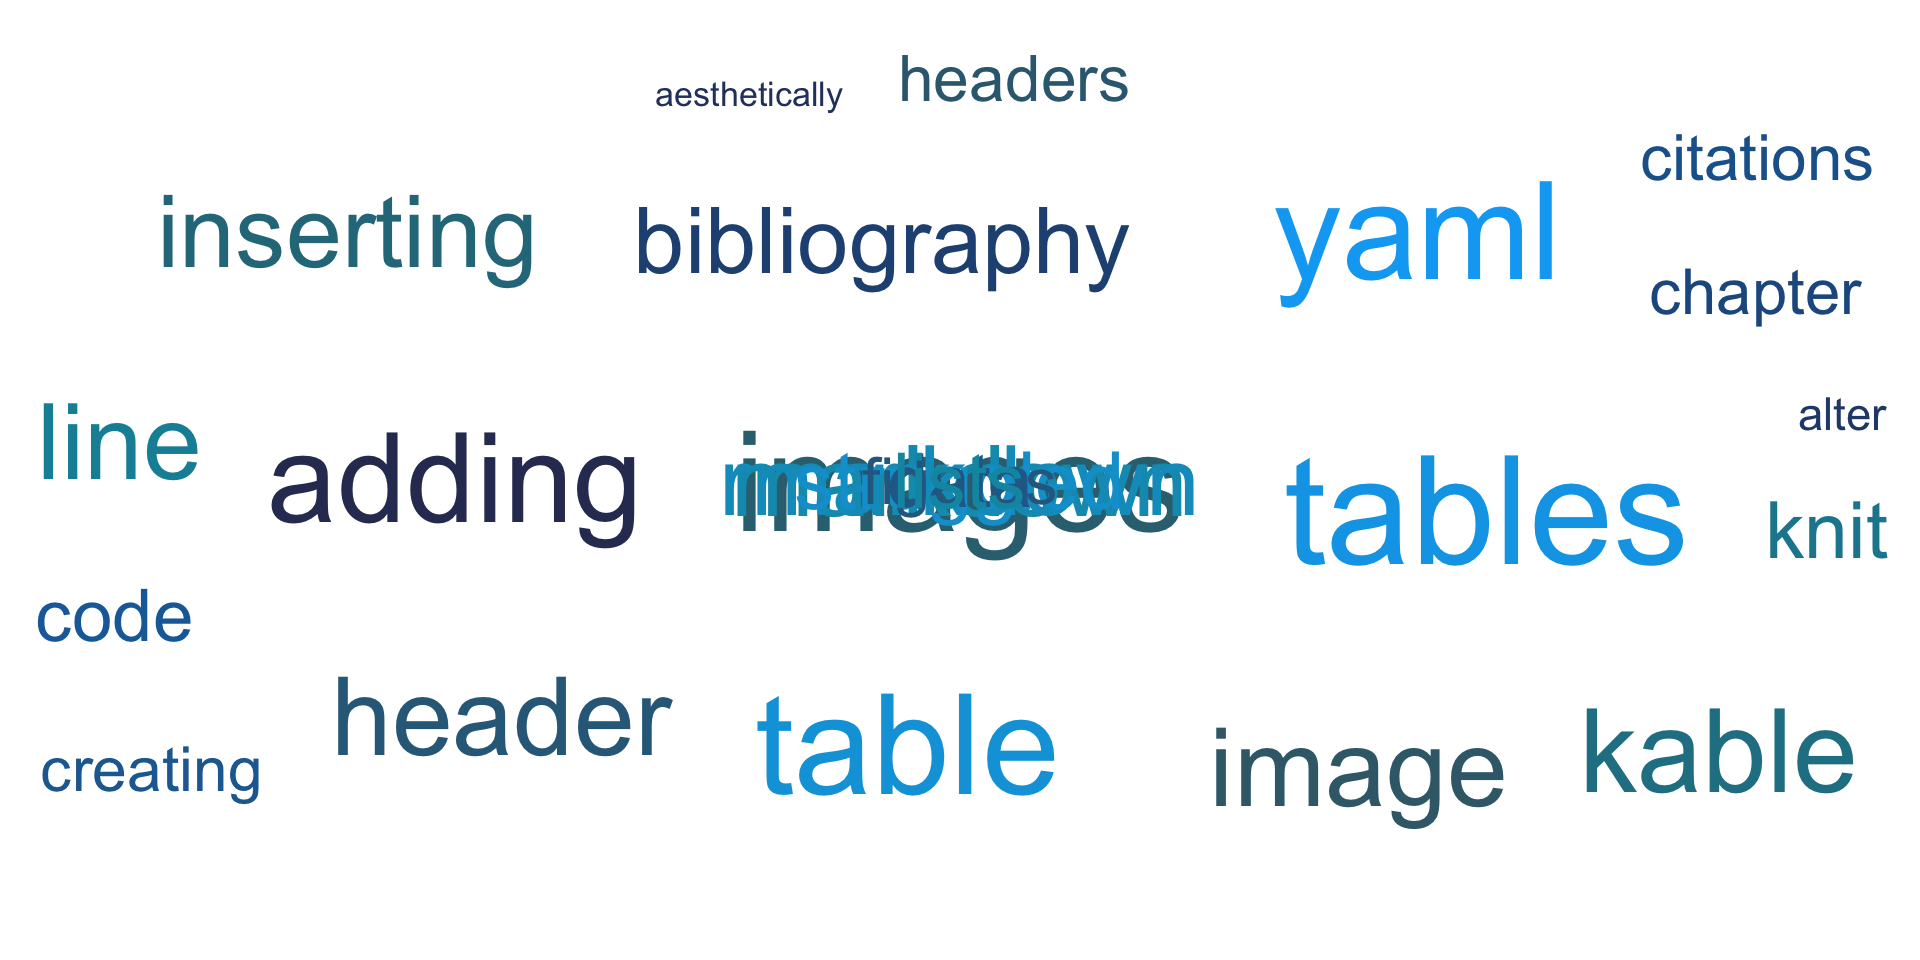 aesthetically headers
citations
inserting bibliography yaml
chapter
alter
line adding images tables
knit
code
header table image kable
creating